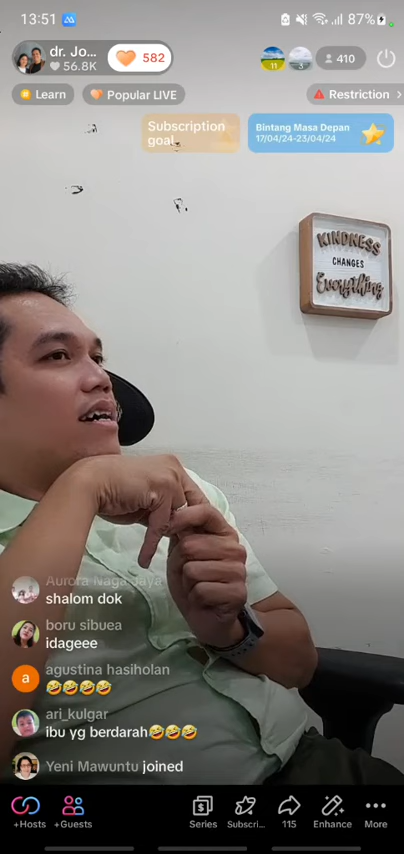 13:51
87%
dr. Jo...
56.8K
582
11
3
410
Learn
Popular LIVE
Restriction
Subscription
goal
Bintang Masa Depan
17/04/24-23/04/24
KINDNESS
CHANGES
Everything
Aurora Naga Jaya
shalom dok
boru sibuea
idageee
a
agustina hasiholan
🤣🤣🤣🤣
ari_kulgar
ibu yg berdarah🤣🤣🤣
Yeni Mawuntu joined
+Hosts
+Guests
Series
Subscri...
115
Enhance
More